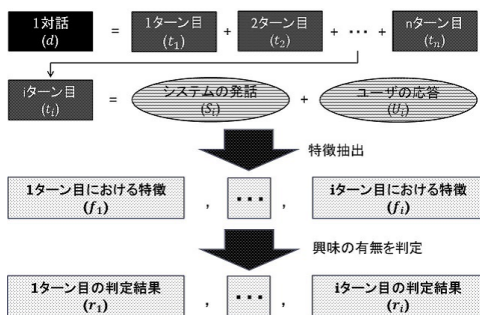 1対話 = 1ターン目 + 2ターン目 + … + nターン目
(d) (t₁) (t₂) (tₙ)
iターン目 = システムの発話 + ユーザの応答
(tᵢ) (Sᵢ) (Uᵢ)
特徴抽出
1ターン目における特徴 , … , iターン目における特徴
(f₁) (fᵢ)
興味の有無を判定
1ターン目の判定結果 , … , iターン目の判定結果
(r₁) (rᵢ)